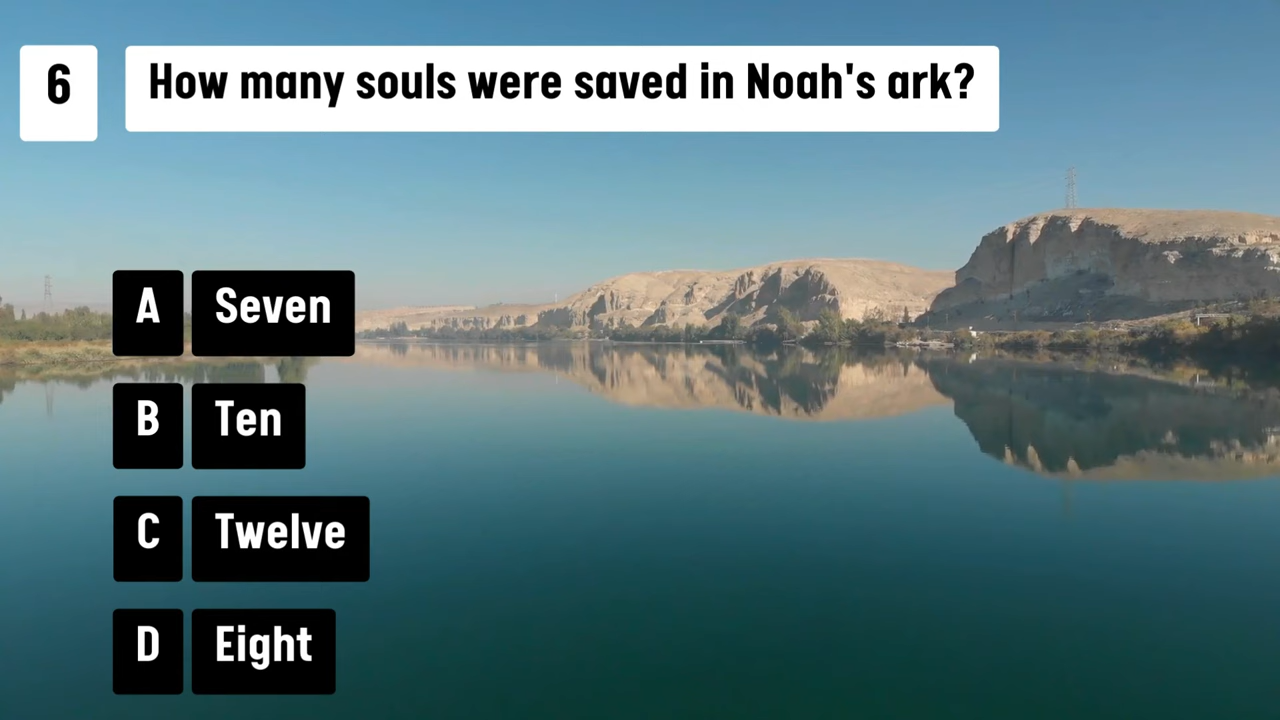 6
How many souls were saved in Noah's ark?
A Seven
B Ten
C Twelve
D Eight